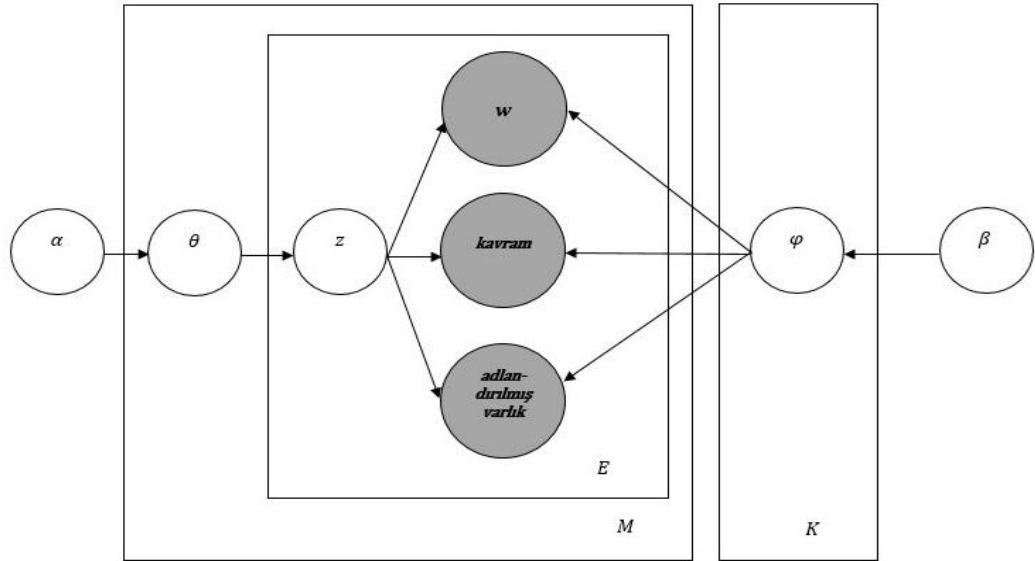 w
α
θ
z
kavram
φ
β
adlan-
dırılmış
varlık
E
M
K